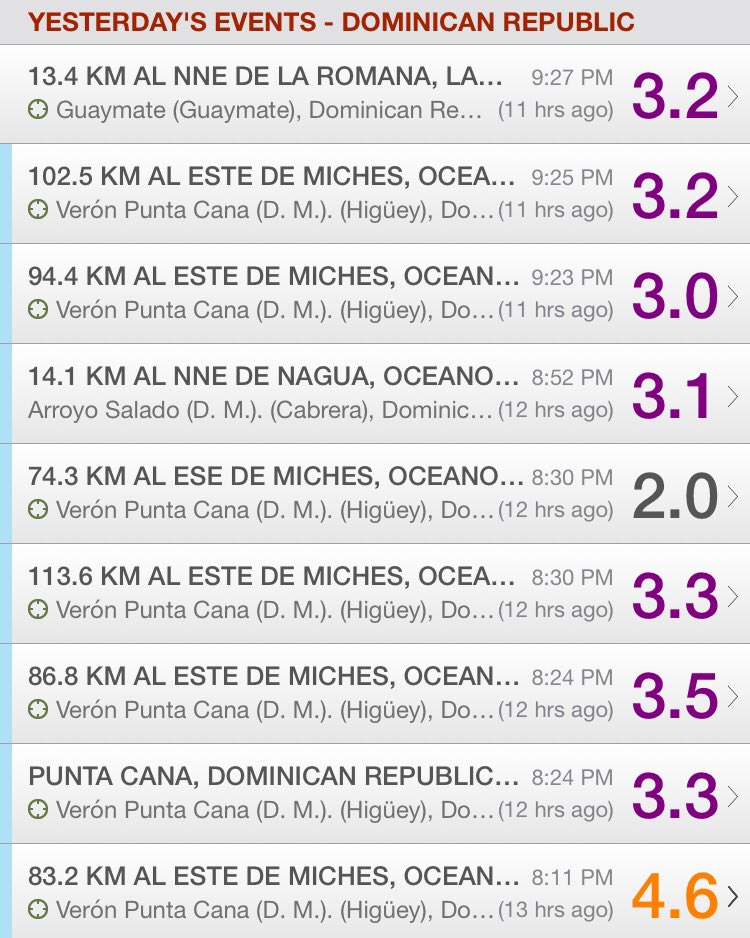 YESTERDAY'S EVENTS - DOMINICAN REPUBLIC
13.4 KM AL NNE DE LA ROMANA, LA... 9:27 PM 3.2
Guaymate (Guaymate), Dominican Re... (11 hrs ago)
102.5 KM AL ESTE DE MICHES, OCEA... 9:25 PM 3.2
Verón Punta Cana (D. M.). (Higüey), Do... (11 hrs ago)
94.4 KM AL ESTE DE MICHES, OCEAN... 9:23 PM 3.0
Verón Punta Cana (D. M.). (Higüey), Do... (11 hrs ago)
14.1 KM AL NNE DE NAGUA, OCEANO... 8:52 PM 3.1
Arroyo Salado (D. M.). (Cabrera), Dominic... (12 hrs ago)
74.3 KM AL ESE DE MICHES, OCEANO... 8:30 PM 2.0
Verón Punta Cana (D. M.). (Higüey), Do... (12 hrs ago)
113.6 KM AL ESTE DE MICHES, OCEA... 8:30 PM 3.3
Verón Punta Cana (D. M.). (Higüey), Do... (12 hrs ago)
86.8 KM AL ESTE DE MICHES, OCEAN... 8:24 PM 3.5
Verón Punta Cana (D. M.). (Higüey), Do... (12 hrs ago)
PUNTA CANA, DOMINICAN REPUBLIC... 8:24 PM 3.3
Verón Punta Cana (D. M.). (Higüey), Do... (12 hrs ago)
83.2 KM AL ESTE DE MICHES, OCEAN... 8:11 PM 4.6
Verón Punta Cana (D. M.). (Higüey), Do... (13 hrs ago)